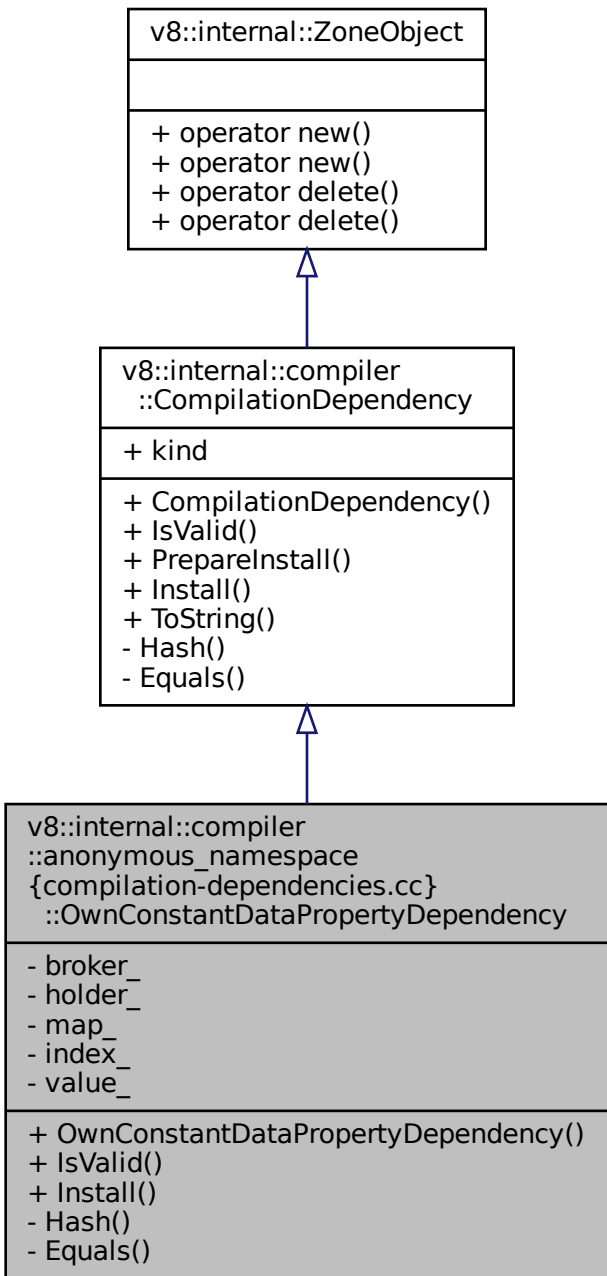 v8::internal::ZoneObject
+ operator new()
+ operator new()
+ operator delete()
+ operator delete()
v8::internal::compiler
::CompilationDependency
+ kind
+ CompilationDependency()
+ IsValid()
+ PrepareInstall()
+ Install()
+ ToString()
- Hash()
- Equals()
v8::internal::compiler
::anonymous_namespace
{compilation-dependencies.cc}
::OwnConstantDataPropertyDependency
- broker_
- holder_
- map_
- index_
- value_
+ OwnConstantDataPropertyDependency()
+ IsValid()
+ Install()
- Hash()
- Equals()